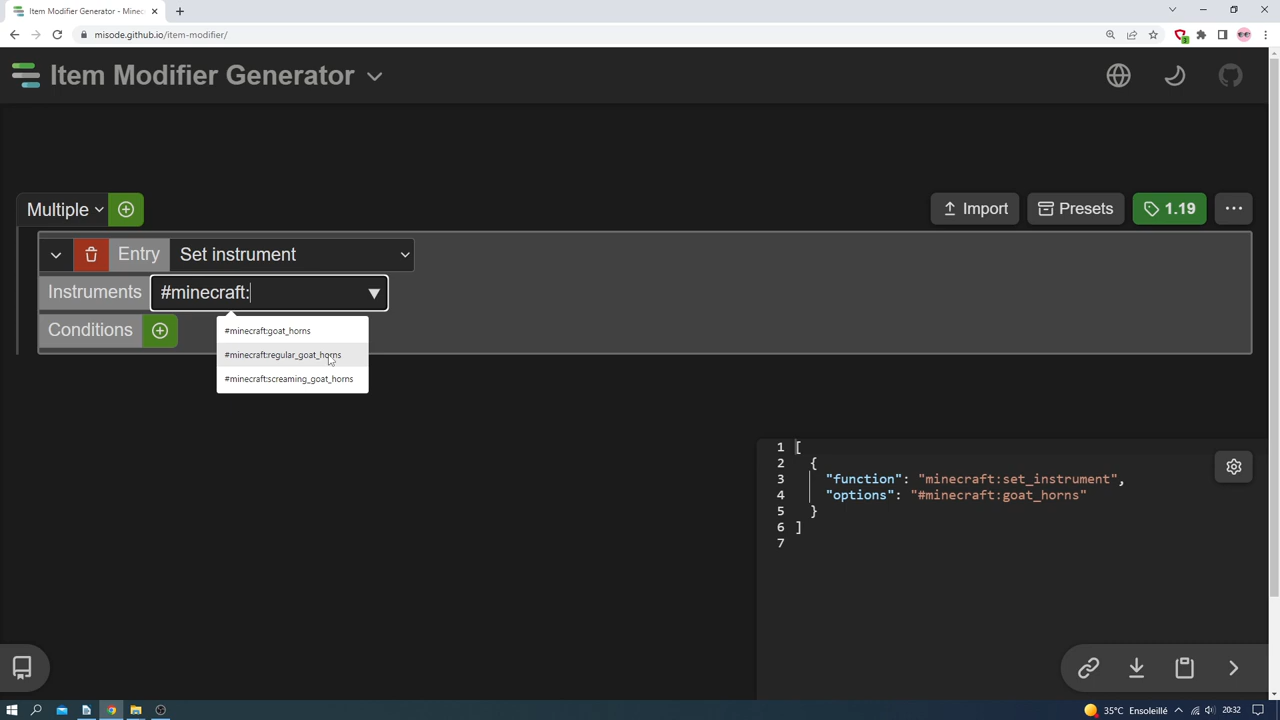 Item Modifier Generator - Minec
misode.github.io/item-modifier/
Item Modifier Generator
Multiple
Import
Presets
1.19
Entry
Set instrument
Instruments
#minecraft:
Conditions
#minecraft:goat_horns
#minecraft:regular_goat_horns
#minecraft:screaming_goat_horns
1 [
2 {
3 "function": "minecraft:set_instrument",
4 "options": "#minecraft:goat_horns"
5 }
6 ]
7
35°C Ensoleillé
20:32